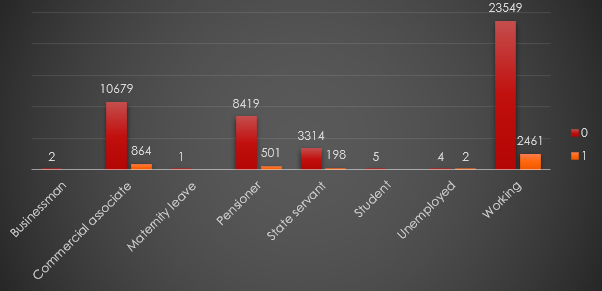 23549
10679
8419
3314
2461
864
501
198
2
1
5
4
2
0
1
Businessman
Commercial associate
Maternity leave
Pensioner
State servant
Student
Unemployed
Working